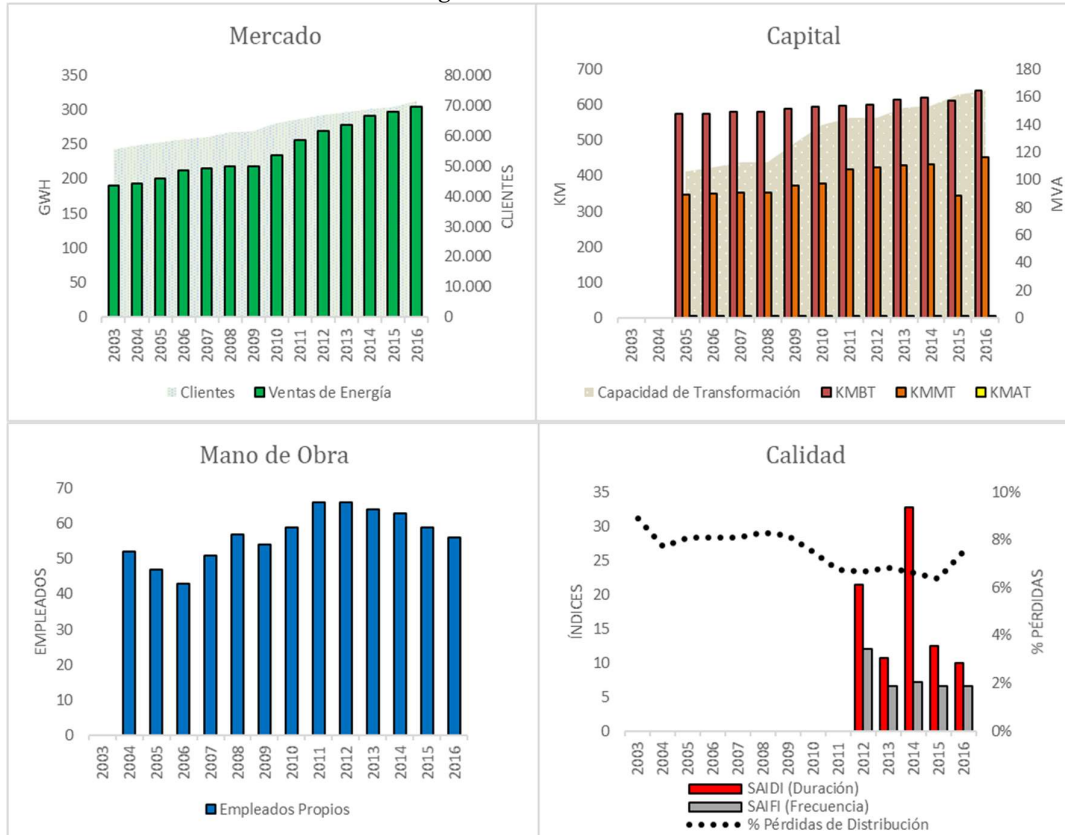 Mercado
350
300
250
200
150
100
50
0
GWH
80.000
70.000
60.000
50.000
40.000
30.000
20.000
10.000
0
CLIENTES
2003 2004 2005 2006 2007 2008 2009 2010 2011 2012 2013 2014 2015 2016
Clientes Ventas de Energía
Capital
700
600
500
400
300
200
100
0
KM
180
160
140
120
100
80
60
40
20
0
MVA
2003 2004 2005 2006 2007 2008 2009 2010 2011 2012 2013 2014 2015 2016
Capacidad de Transformación KMBT KMMT KMAT
Mano de Obra
70
60
50
40
30
20
10
0
EMPLEADOS
2003 2004 2005 2006 2007 2008 2009 2010 2011 2012 2013 2014 2015 2016
Empleados Propios
Calidad
35
30
25
20
15
10
5
0
ÍNDICES
10%
8%
6%
4%
2%
0%
% PÉRDIDAS
2003 2004 2005 2006 2007 2008 2009 2010 2011 2012 2013 2014 2015 2016
SAIDI (Duración)
SAIFI (Frecuencia)
% Pérdidas de Distribución